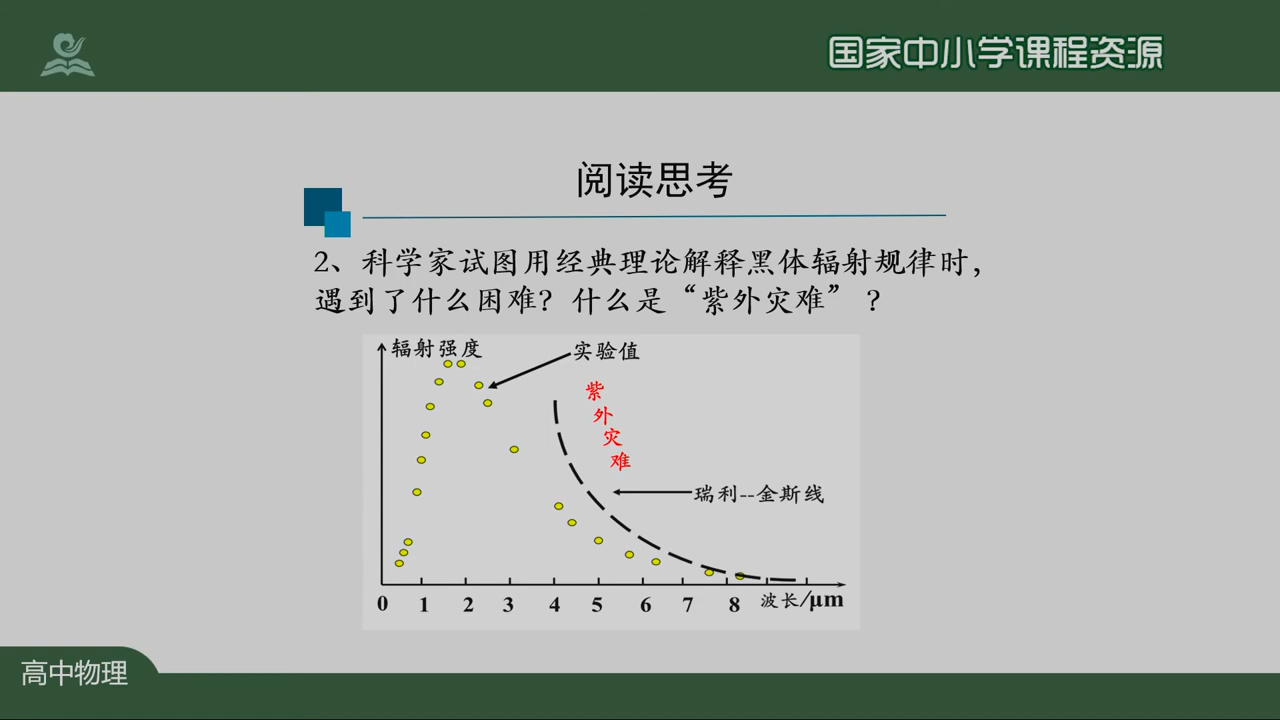 国家中小学课程资源
阅读思考
2、科学家试图用经典理论解释黑体辐射规律时，
遇到了什么困难？什么是“紫外灾难”？
辐射强度
实验值
紫
外
灾
难
瑞利--金斯线
0 1 2 3 4 5 6 7 8 波长/μm
高中物理